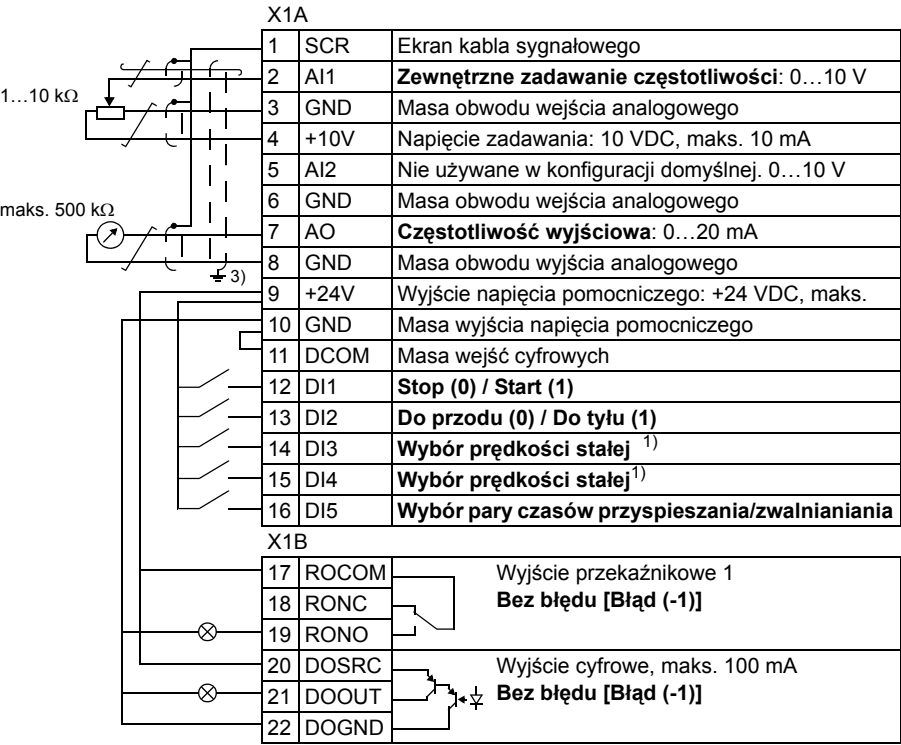 X1A
1 SCR Ekran kabla sygnałowego
2 AI1 Zewnętrzne zadawanie częstotliwości: 0…10 V
1…10 kΩ
3 GND Masa obwodu wejścia analogowego
4 +10V Napięcie zadawania: 10 VDC, maks. 10 mA
5 AI2 Nie używane w konfiguracji domyślnej. 0…10 V
6 GND Masa obwodu wejścia analogowego
maks. 500 kΩ
7 AO Częstotliwość wyjściowa: 0…20 mA
8 GND Masa obwodu wyjścia analogowego
3)
9 +24V Wyjście napięcia pomocniczego: +24 VDC, maks.
10 GND Masa wyjścia napięcia pomocniczego
11 DCOM Masa wejść cyfrowych
12 DI1 Stop (0) / Start (1)
13 DI2 Do przodu (0) / Do tyłu (1)
14 DI3 Wybór prędkości stałej 1)
15 DI4 Wybór prędkości stałej1)
16 DI5 Wybór pary czasów przyspieszania/zwalnianiania
X1B
17 ROCOM Wyjście przekaźnikowe 1
18 RONC Bez błędu [Błąd (-1)]
19 RONO
20 DOSRC Wyjście cyfrowe, maks. 100 mA
21 DOOUT Bez błędu [Błąd (-1)]
22 DOGND